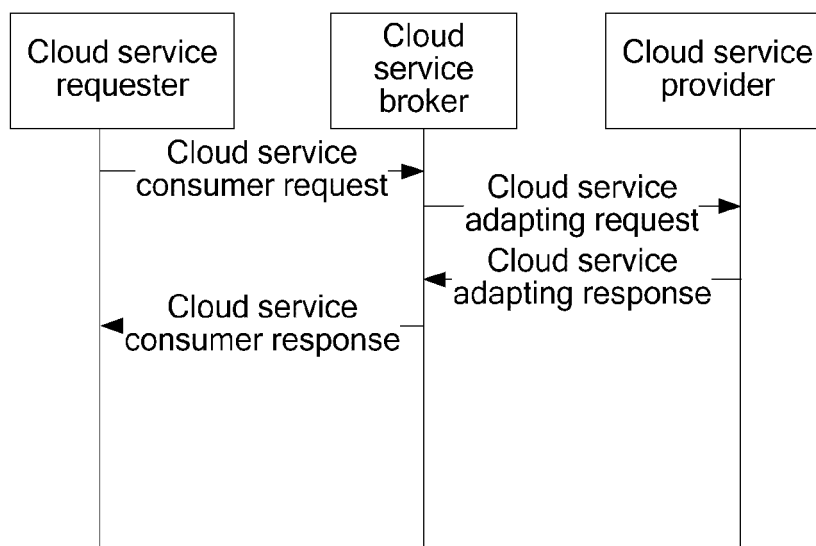 Cloud service
requester
Cloud
service
broker
Cloud service
provider
Cloud service
consumer request
Cloud service
adapting request
Cloud service
adapting response
Cloud service
consumer response